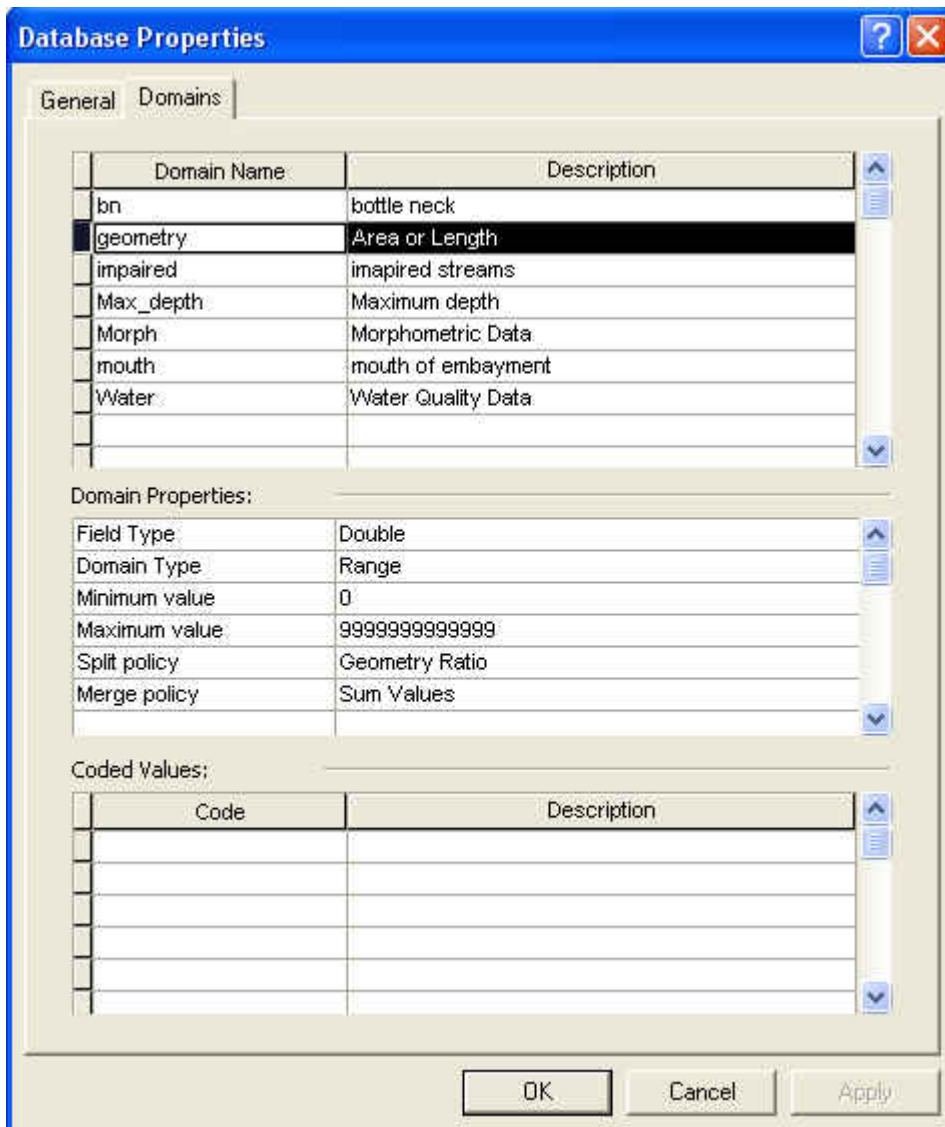 Database Properties
General Domains
Domain Name Description
bn bottle neck
geometry Area or Length
impaired imapired streams
Max_depth Maximum depth
Morph Morphometric Data
mouth mouth of embayment
Water Water Quality Data
Domain Properties:
Field Type Double
Domain Type Range
Minimum value 0
Maximum value 9999999999999
Split policy Geometry Ratio
Merge policy Sum Values
Coded Values:
Code Description
OK Cancel Apply